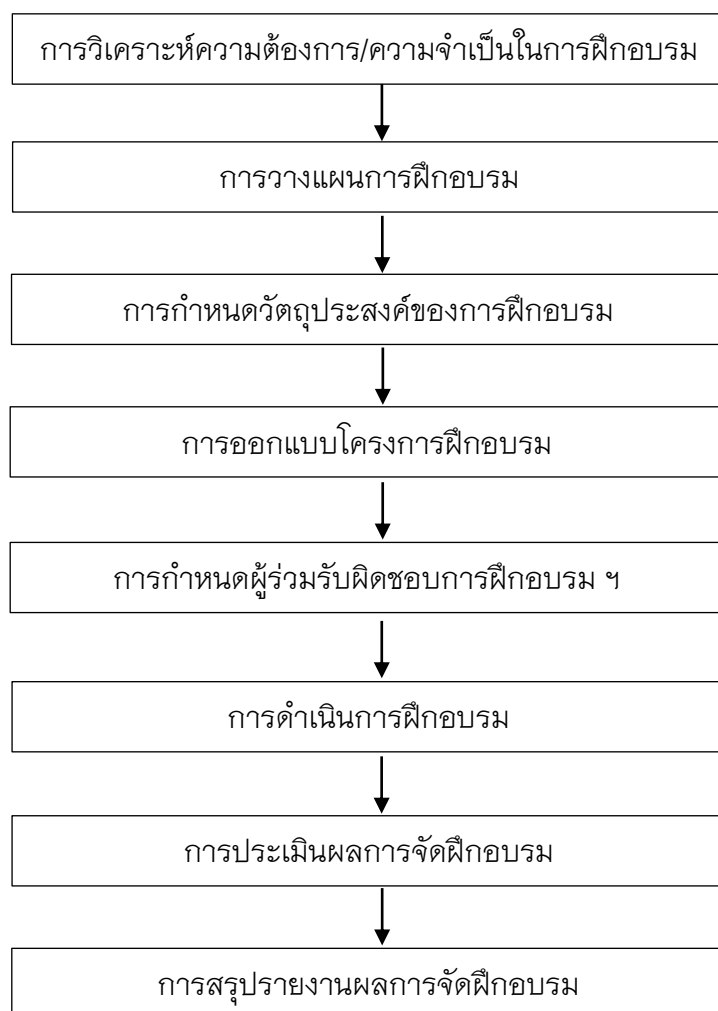 การวิเคราะห์ความต้องการ/ความจำเป็นในการฝึกอบรม
การวางแผนการฝึกอบรม
การกำหนดวัตถุประสงค์ของการฝึกอบรม
การออกแบบโครงการฝึกอบรม
การกำหนดผู้ร่วมรับผิดชอบการฝึกอบรม ฯ
การดำเนินการฝึกอบรม
การประเมินผลการจัดฝึกอบรม
การสรุปรายงานผลการจัดฝึกอบรม